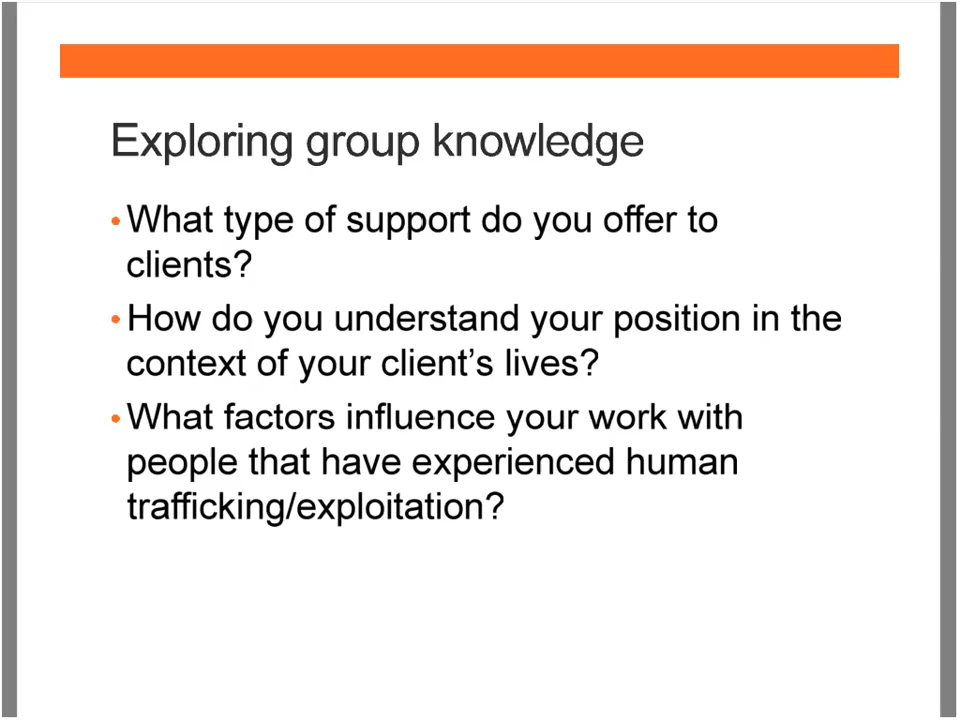 Exploring group knowledge
•What type of support do you offer to
clients?
•How do you understand your position in the
context of your client’s lives?
•What factors influence your work with
people that have experienced human
trafficking/exploitation?